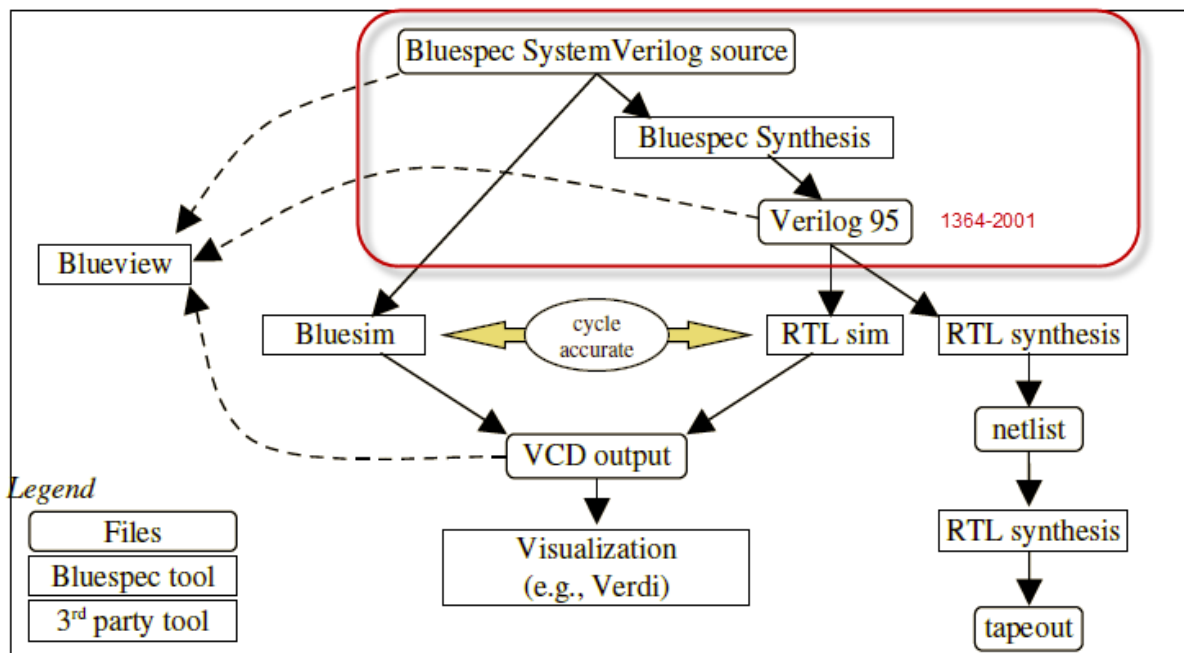 Bluespec SystemVerilog source
Bluespec Synthesis
Verilog 95
1364-2001
Blueview
Bluesim
cycle
accurate
RTL sim
RTL synthesis
netlist
VCD output
Legend
Files
Bluespec tool
3rd party tool
Visualization
(e.g., Verdi)
RTL synthesis
tapeout